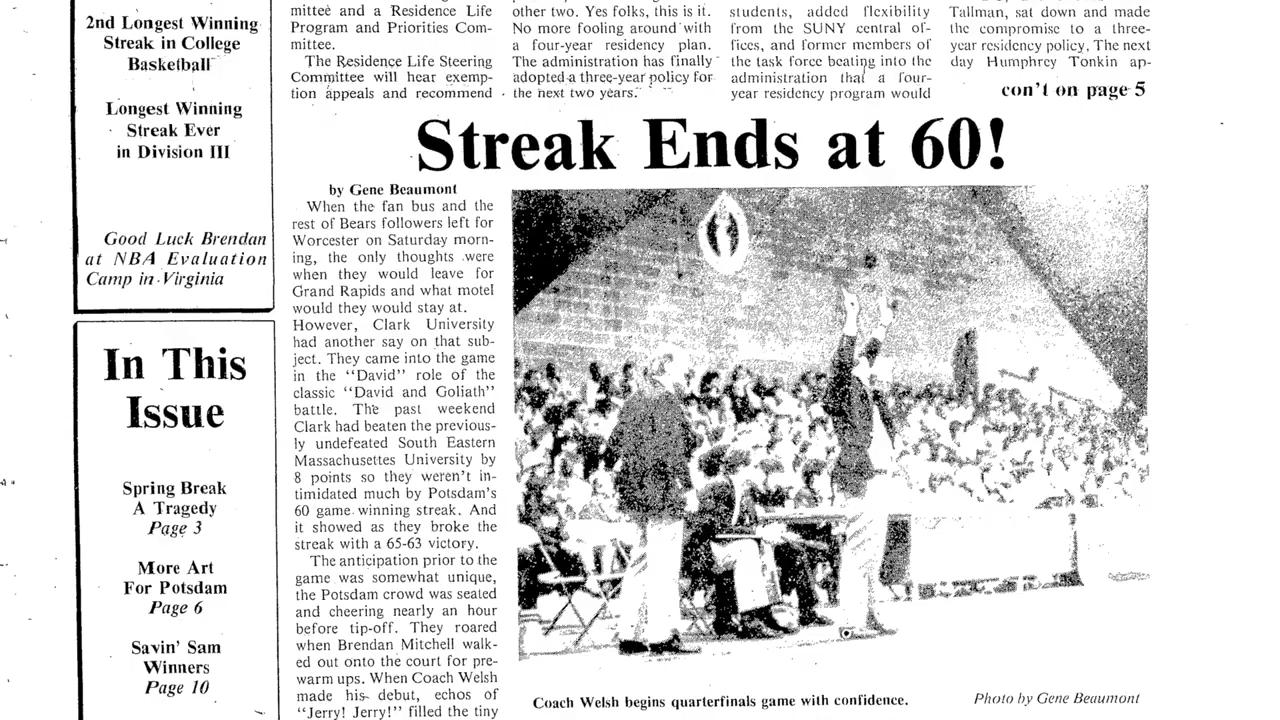 2nd Longest Winning
Streak in College
Basketball
Longest Winning
Streak Ever
in Division III
Good Luck Brendan
at NBA Evaluation
Camp in Virginia
In This
Issue
Spring Break
A Tragedy
Page 3
More Art
For Potsdam
Page 6
Savin' Sam
Winners
Page 10
mittee and a Residence Life
Program and Priorities Com-
mittee.
The Residence Life Steering
Committee will hear exemp-
tion appeals and recommend
other two. Yes folks, this is it.
No more fooling around with
a four-year residency plan.
The administration has finally
adopted a three-year policy for
the next two years.
students, added flexibility
from the SUNY central of-
fices, and former members of
the task force beating into the
administration that a four-
year residency program would
Tallman, sat down and made
the compromise to a three-
year residency policy, The next
day Humphrey Tonkin ap-
con't on page 5
Streak Ends at 60!
by Gene Beaumont
When the fan bus and the
rest of Bears followers left for
Worcester on Saturday morn-
ing, the only thoughts were
when they would leave for
Grand Rapids and what motel
would they would stay at.
However, Clark University
had another say on that sub-
ject. They came into the game
in the "David" role of the
classic "David and Goliath"
battle. The past weekend
Clark had beaten the previous-
ly undefeated South Eastern
Massachusettes University by
8 points so they weren't in-
timidated much by Potsdam's
60 game winning streak. And
it showed as they broke the
streak with a 65-63 victory.
The anticipation prior to the
game was somewhat unique,
the Potsdam crowd was seated
and cheering nearly an hour
before tip-off. They roared
when Brendan Mitchell walk-
ed out onto the court for pre-
warm ups. When Coach Welsh
made his debut, echos of
"Jerry! Jerry!" filled the tiny
Coach Welsh begins quarterfinals game with confidence.
Photo by Gene Beaumont